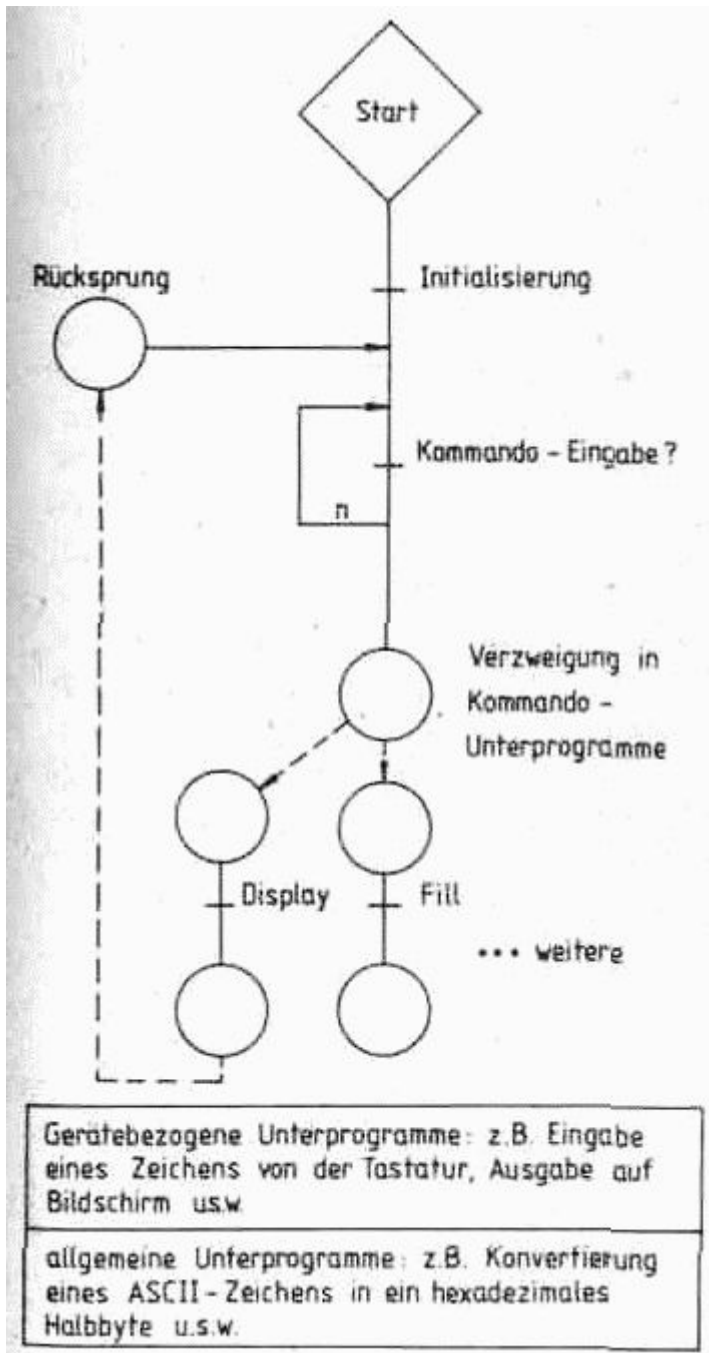 Start
Rücksprung
Initialisierung
Kommando - Eingabe?
n
Verzweigung in
Kommando -
Unterprogramme
Display
Fill
••• weitere
Gerätebezogene Unterprogramme: z.B. Eingabe
eines Zeichens von der Tastatur, Ausgabe auf
Bildschirm usw.
allgemeine Unterprogramme: z.B. Konvertierung
eines ASCII - Zeichens in ein hexadezimales
Halbbyte u.s.w.